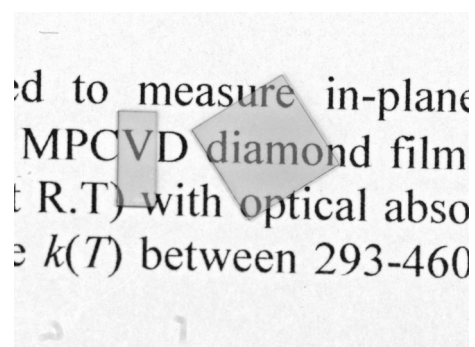 ed to measure in-plane
MPCVD diamond film
t R.T) with optical abso
e k(T) between 293-460